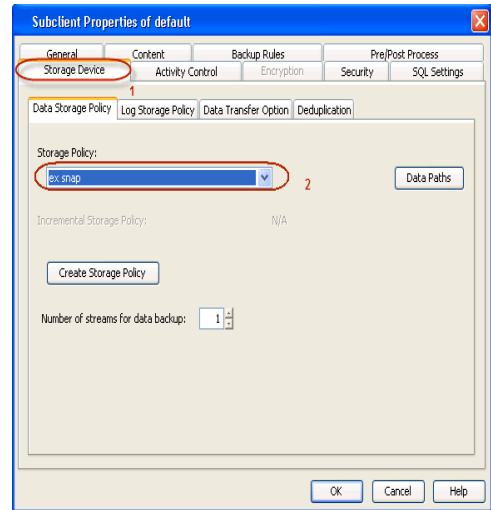 Subclient Properties of default
General Content Backup Rules Pre/Post Process
Storage Device Activity Control Encryption Security SQL Settings
1
Data Storage Policy Log Storage Policy Data Transfer Option Deduplication
Storage Policy:
ex snap
2
Data Paths
Incremental Storage Policy: N/A
Create Storage Policy
Number of streams for data backup: 1
OK Cancel Help